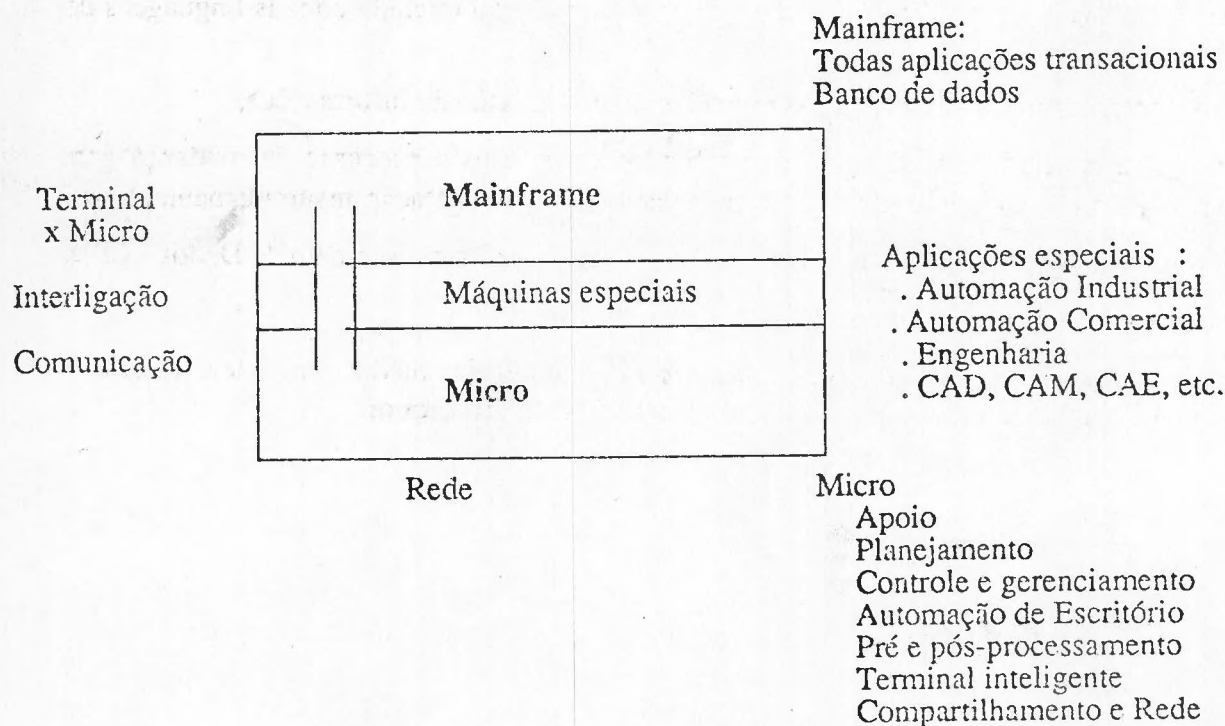 Mainframe:
Todas aplicações transacionais
Banco de dados
Terminal
x Micro
Mainframe
Interligação
Máquinas especiais
Aplicações especiais :
. Automação Industrial
. Automação Comercial
. Engenharia
. CAD, CAM, CAE, etc.
Comunicação
Micro
Rede
Micro
Apoio
Planejamento
Controle e gerenciamento
Automação de Escritório
Pré e pós-processamento
Terminal inteligente
Compartilhamento e Rede